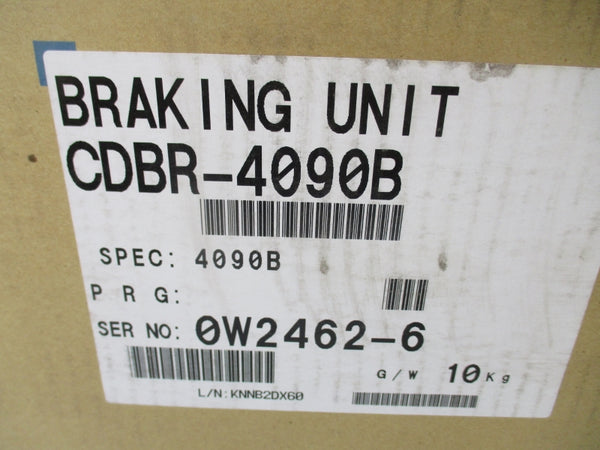 BRAKING UNIT
CDBR-4090B
SPEC: 4090B
P R G:
SER NO: 0W2462-6
G/W 10Kg
L/N:KNNB2DX60